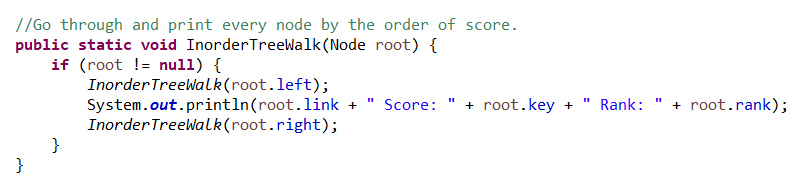 //Go through and print every node by the order of score.
public static void InorderTreeWalk(Node root) {
    if (root != null) {
        InorderTreeWalk(root.left);
        System.out.println(root.link + " Score: " + root.key + " Rank: " + root.rank);
        InorderTreeWalk(root.right);
    }
}